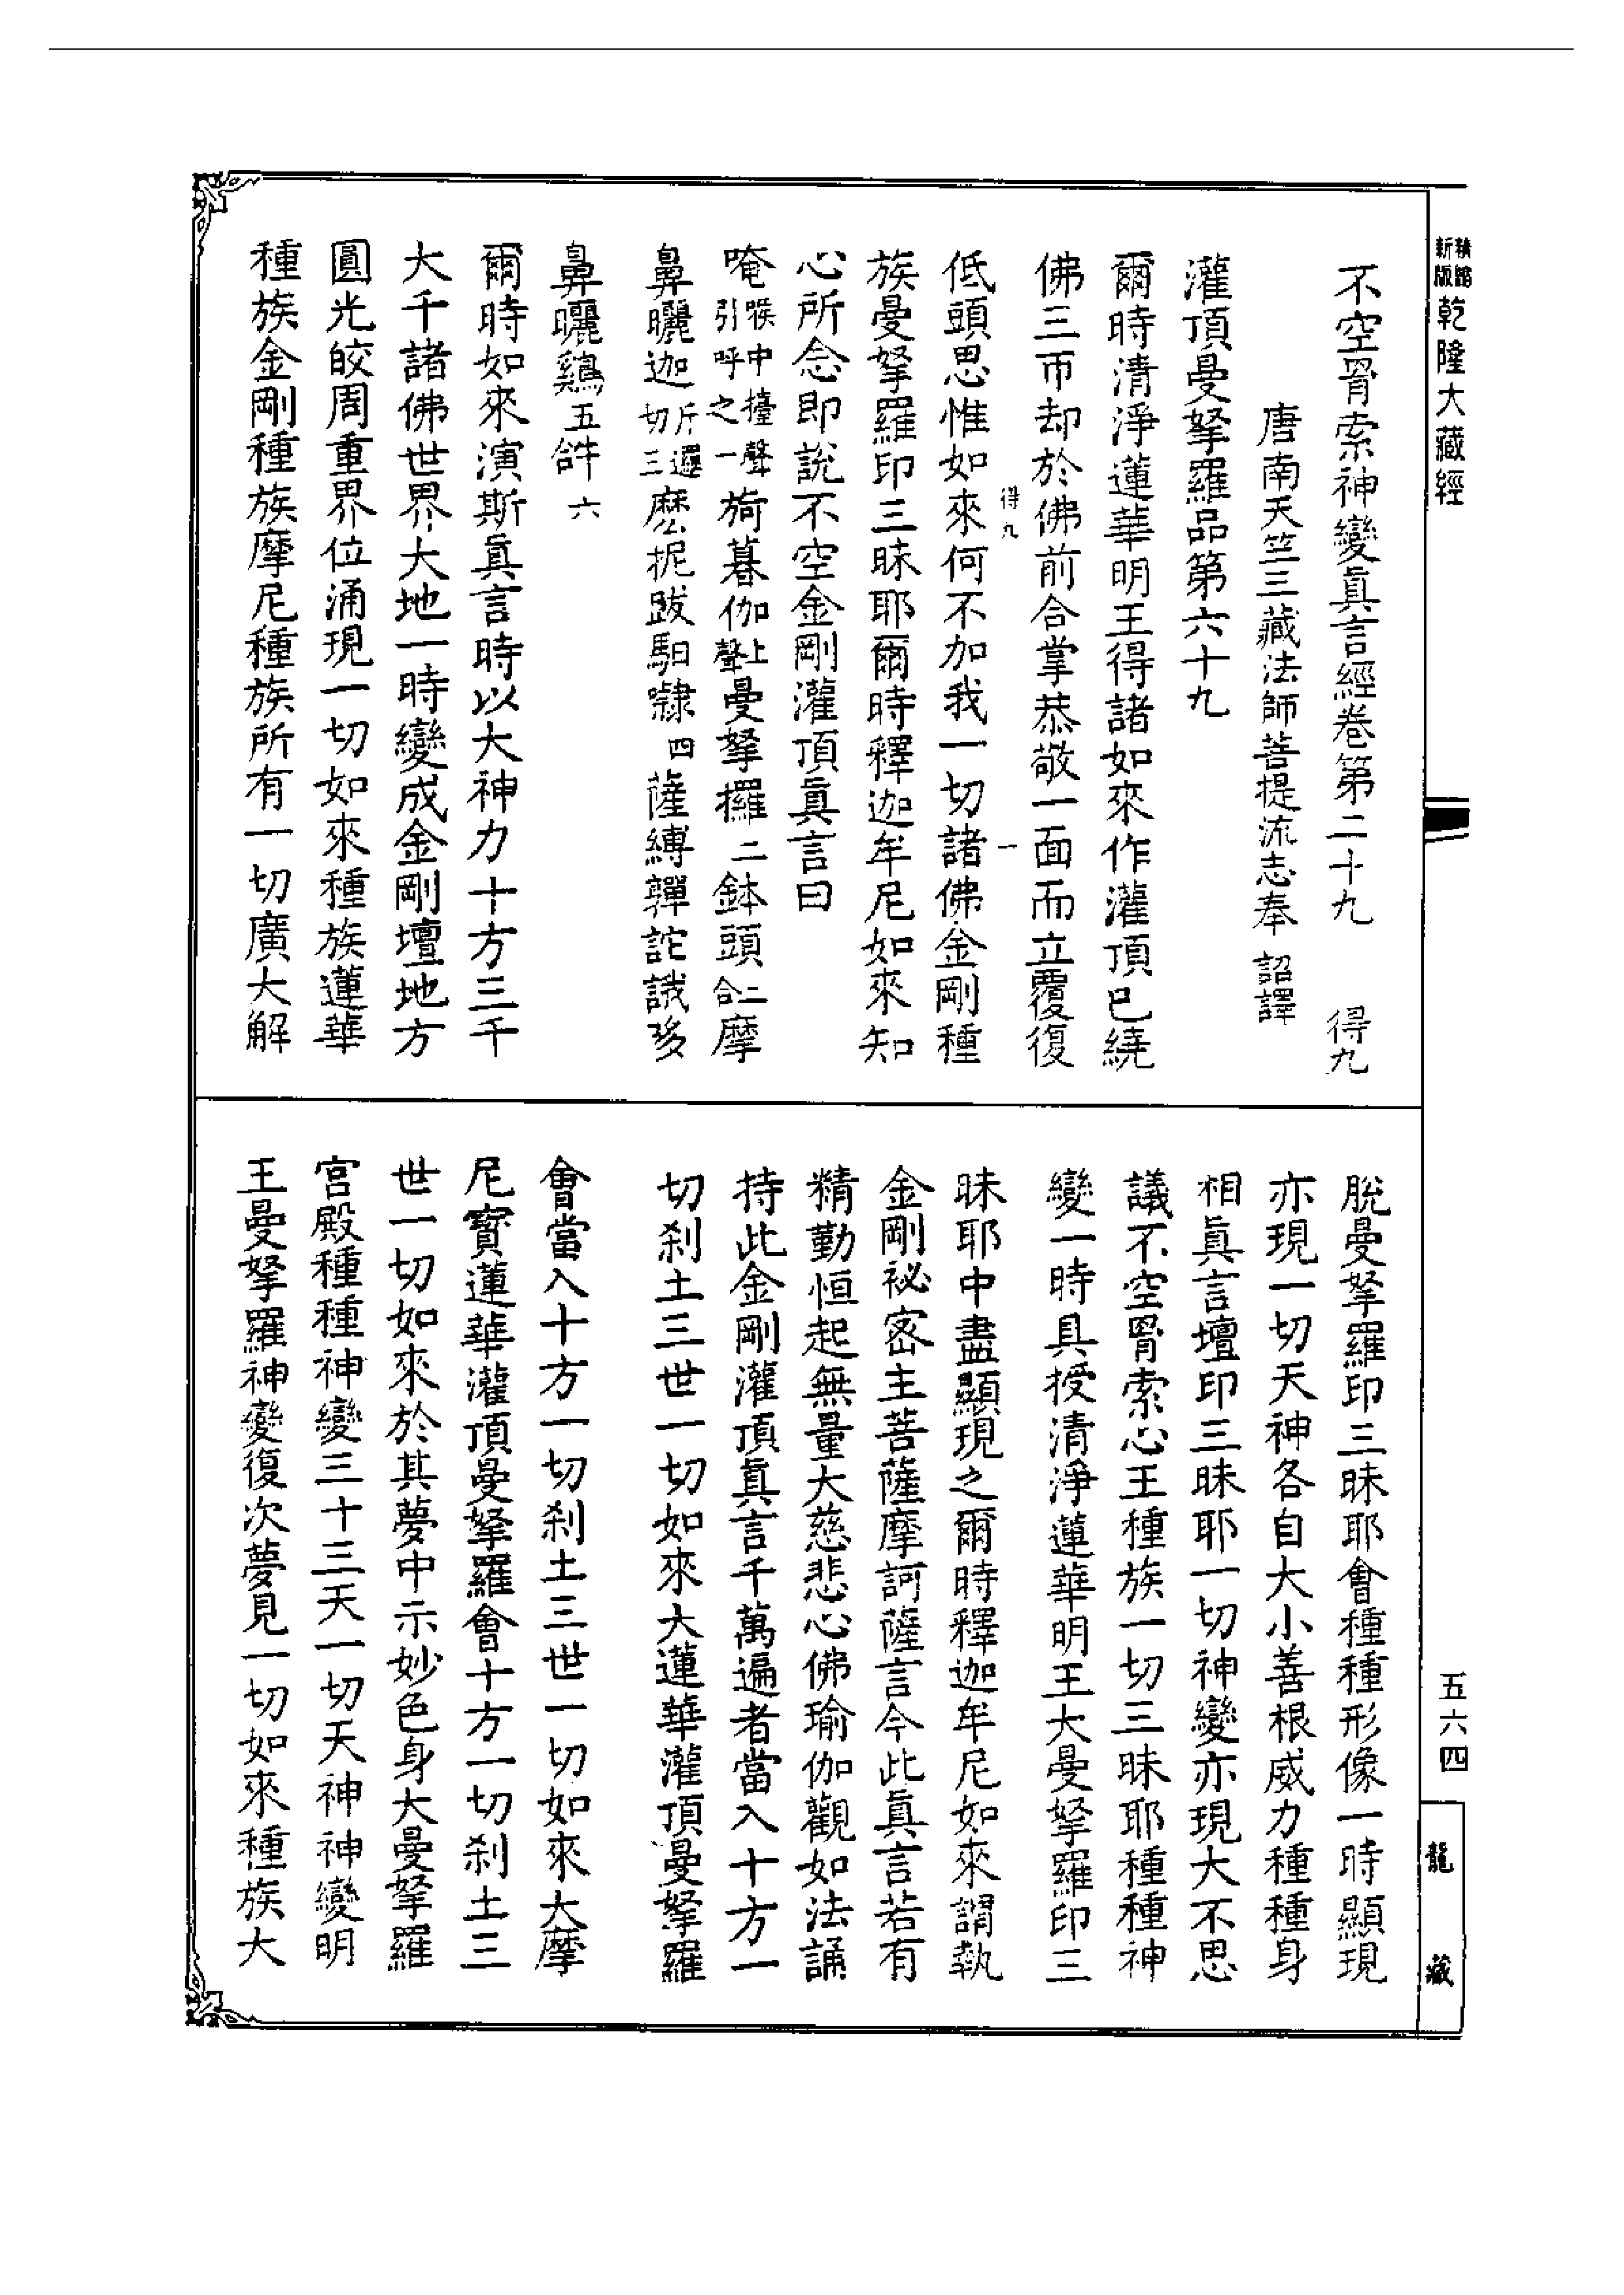 新版精縮乾隆大藏經
不空罥索神變眞言經卷第二十九 得九
唐南天竺三藏法師菩提流志奉 詔譯
灌頂曼拏羅品第六十九
爾時清淨蓮華明王得諸如來作灌頂已繞
佛三帀却於佛前合掌恭敬一面而立覆復
得九 一
低頭思惟如來何不加我一切諸佛金剛種
族曼拏羅印三昧耶爾時釋迦牟尼如來知
心所念即說不空金剛灌頂眞言曰
唵喉中擡聲引呼之一旖暮伽上聲曼拏攞二鉢頭二合摩
鼻曬迦斤邏切三麽抳跋馹㘑四薩縛嚲詑誐跢
鼻曬鷄五𤙖六
爾時如來演斯眞言時以大神力十方三千
大千諸佛世界大地一時變成金剛壇地方
圓光皎周重界位涌現一切如來種族蓮華
種族金剛種族摩尼種族所有一切廣大解
脫曼拏羅印三昧耶會種種形像一時顯現
亦現一切天神各自大小善根威力種種身
相眞言壇印三昧耶一切神變亦現大不思
議不空罥索心王種族一切三昧耶種種神
變一時具授清淨蓮華明王大曼拏羅印三
昧耶中盡顯現之爾時釋迦牟尼如來謂執
金剛祕密主菩薩摩訶薩言今此眞言若有
精勤恒起無量大慈悲心佛瑜伽觀如法誦
持此金剛灌頂眞言千萬遍者當入十方一
切刹土三世一切如來大蓮華灌頂曼拏羅
會當入十方一切刹土三世一切如來大摩
尼寶蓮華灌頂曼拏羅會十方一切刹土三
世一切如來於其夢中示妙色身大曼拏羅
宮殿種種神變三十三天一切天神神變明
王曼拏羅神變復次夢見一切如來種族大
五六四
龍藏